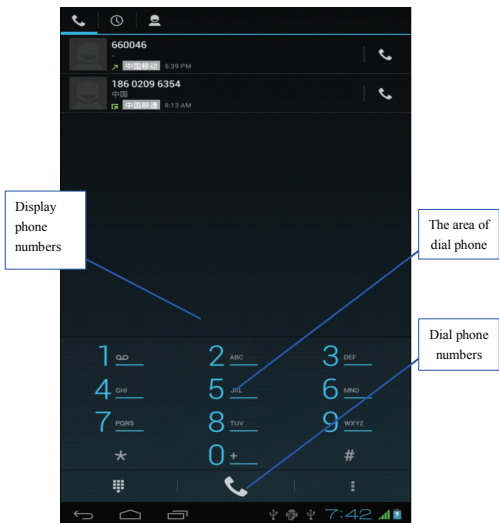 660046
-
中国移动 5:39 PM
186 0209 6354
中国
中国联通 8:13 AM
Display
phone
numbers
The area of
dial phone
Dial phone
numbers
1 2 ABC 3 DEF
4 GHI 5 JKL 6 MNO
7 PQRS 8 TUV 9 WXYZ
* 0 + #
7:42